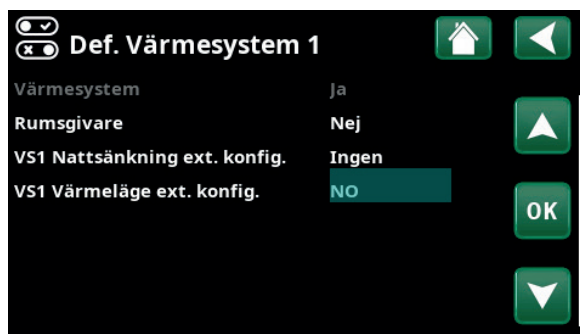 Def. Värmesystem 1
Värmesystem Ja
Rumsgivare Nej
VS1 Nattsänkning ext. konfig. Ingen
VS1 Värmeläge ext. konfig. NO
OK